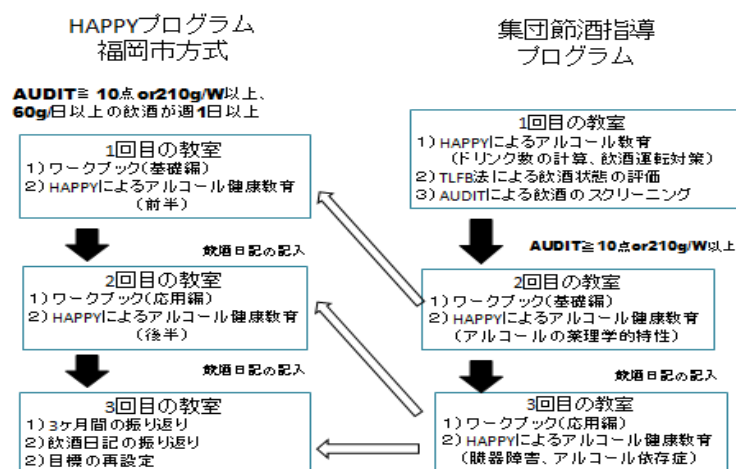 HAPPYプログラム
福岡市方式
AUDIT≧ 10点or210g/W以上、
60g/日以上の飲酒が週1日以上
1回目の教室
1)ワークブック(基礎編)
2)HAPPYによるアルコール健康教育
(前半)
飲酒日記の記入
2回目の教室
1)ワークブック(応用編)
2)HAPPYによるアルコール健康教育
(後半)
飲酒日記の記入
3回目の教室
1)3ヶ月間の振り返り
2)飲酒日記の振り返り
2)目標の再設定
集団節酒指導
プログラム
1回目の教室
1)HAPPYによるアルコール教育
(ドリンク数の計算、飲酒運転対策)
2)TLFB法による飲酒状態の評価
3)AUDITによる飲酒のスクリーニング
AUDIT≧10点or210g/W以上
2回目の教室
1)ワークブック(基礎編)
2)HAPPYによるアルコール健康教育
(アルコールの薬理学的特性)
飲酒日記の記入
3回目の教室
1)ワークブック(応用編)
2)HAPPYによるアルコール健康教育
(臓器障害、アルコール依存症)